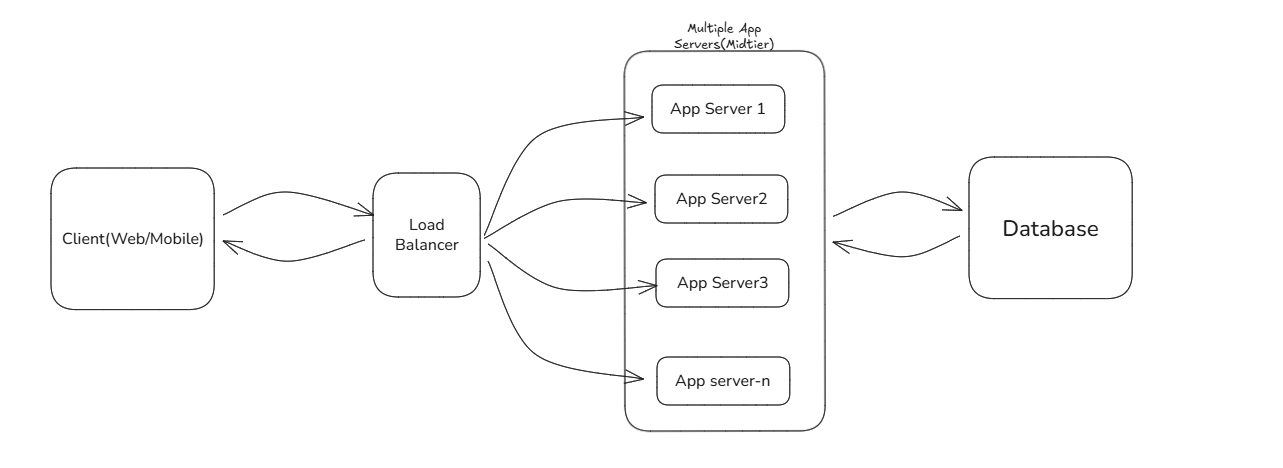 Multiple App
Servers(Midtier)
App Server 1
App Server2
Client(Web/Mobile)
Load
Balancer
Database
App Server3
App server-n